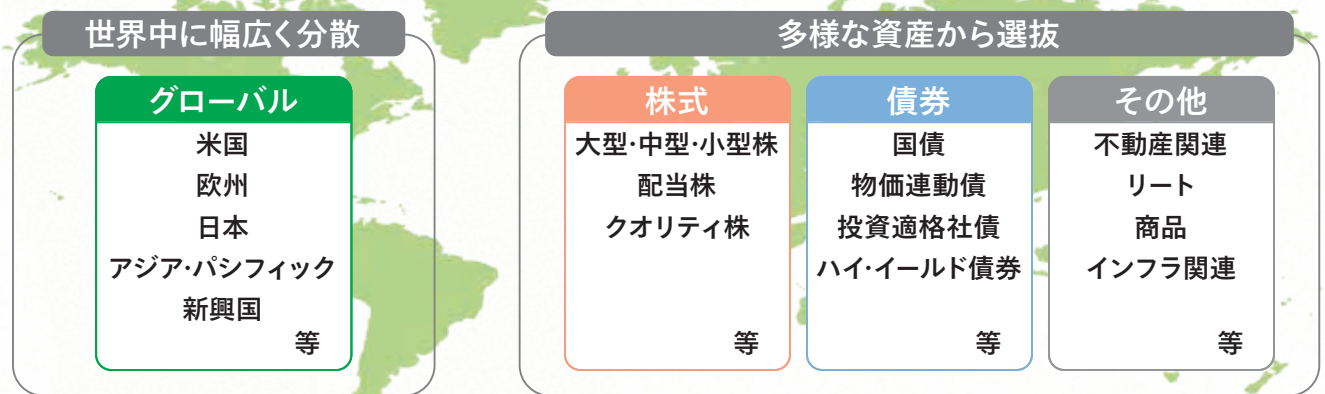 世界中に幅広く分散
グローバル
米国
欧州
日本
アジア･パシフィック
新興国
等
多様な資産から選抜
株式
大型･中型･小型株
配当株
クオリティ株
等
債券
国債
物価連動債
投資適格社債
ハイ･イールド債券
等
その他
不動産関連
リート
商品
インフラ関連
等